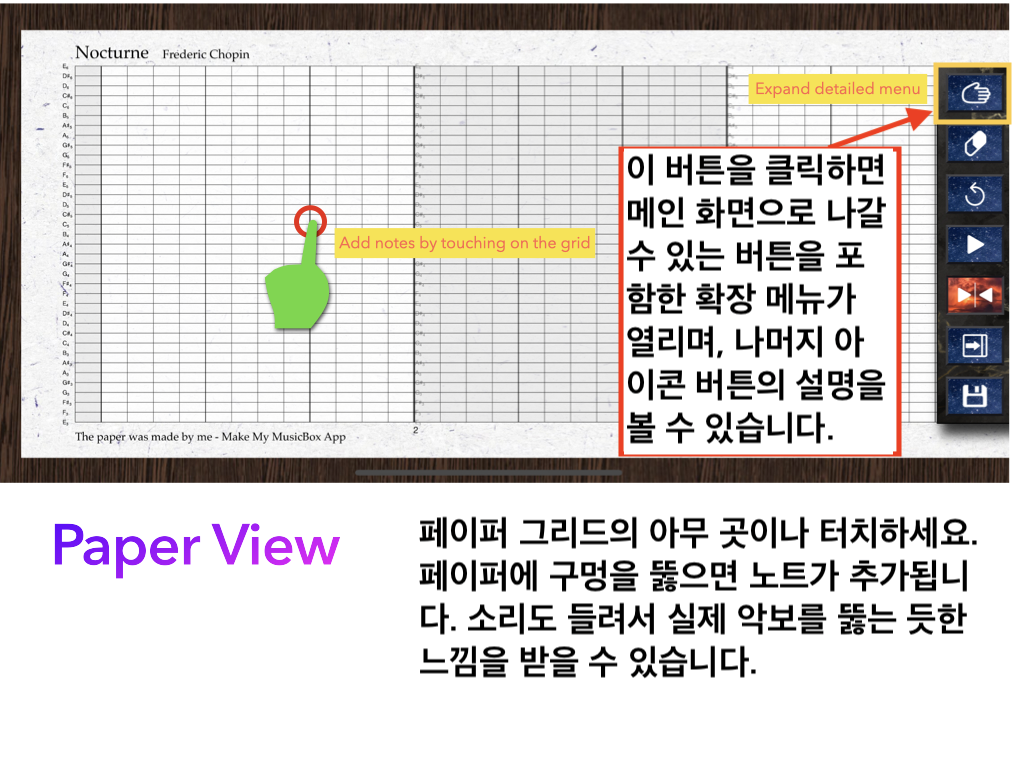 Nocturne Frederic Chopin
Expand detailed menu
Add notes by touching on the grid
이 버튼을 클릭하면
메인 화면으로 나갈
수 있는 버튼을 포
함한 확장 메뉴가
열리며, 나머지 아
이콘 버튼의 설명을
볼 수 있습니다.
The paper was made by me - Make My MusicBox App
2
Paper View
페이퍼 그리드의 아무 곳이나 터치하세요.
페이퍼에 구멍을 뚫으면 노트가 추가됩니
다. 소리도 들려서 실제 악보를 뚫는 듯한
느낌을 받을 수 있습니다.